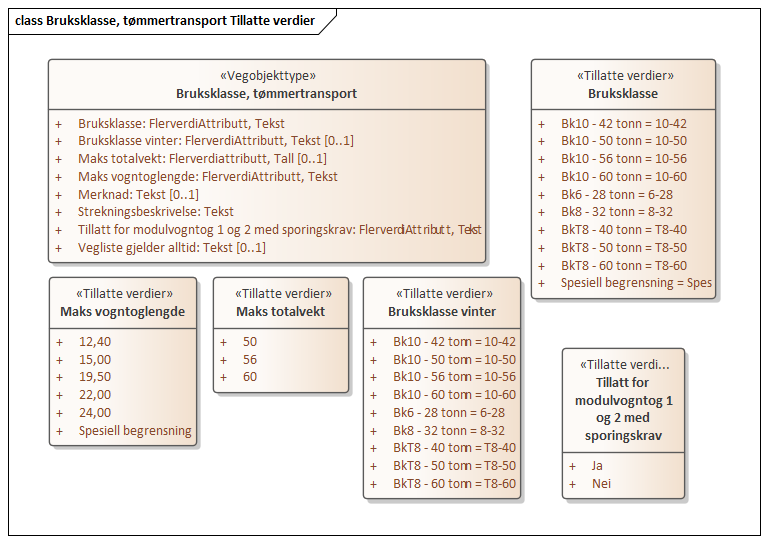 class Bruksklasse, tømmertransport Tillatte verdier
«Vegobjekttype»
Bruksklasse, tømmertransport
+ Bruksklasse: FlerverdiAttributt, Tekst
+ Bruksklasse vinter: FlerverdiAttributt, Tekst [0..1]
+ Maks totalvekt: Flerverdiattributt, Tall [0..1]
+ Maks vogntoglengde: FlerverdiAttributt, Tekst
+ Merknad: Tekst [0..1]
+ Strekningsbeskrivelse: Tekst
+ Tillatt for modulvogntog 1 og 2 med sporingskrav: FlerverdiAttributt, Tekst
+ Vegliste gjelder alltid: Tekst [0..1]
«Tillatte verdier»
Bruksklasse
+ Bk10 - 42 tonn = 10-42
+ Bk10 - 50 tonn = 10-50
+ Bk10 - 56 tonn = 10-56
+ Bk10 - 60 tonn = 10-60
+ Bk6 - 28 tonn = 6-28
+ Bk8 - 32 tonn = 8-32
+ BkT8 - 40 tonn = T8-40
+ BkT8 - 50 tonn = T8-50
+ BkT8 - 60 tonn = T8-60
+ Spesiell begrensning = Spes
«Tillatte verdier»
Maks vogntoglengde
+ 12,40
+ 15,00
+ 19,50
+ 22,00
+ 24,00
+ Spesiell begrensning
«Tillatte verdier»
Maks totalvekt
+ 50
+ 56
+ 60
«Tillatte verdier»
Bruksklasse vinter
+ Bk10 - 42 tonn = 10-42
+ Bk10 - 50 tonn = 10-50
+ Bk10 - 56 tonn = 10-56
+ Bk10 - 60 tonn = 10-60
+ Bk6 - 28 tonn = 6-28
+ Bk8 - 32 tonn = 8-32
+ BkT8 - 40 tonn = T8-40
+ BkT8 - 50 tonn = T8-50
+ BkT8 - 60 tonn = T8-60
«Tillatte verdi...
Tillatt for
modulvogntog 1
og 2 med
sporingskrav
+ Ja
+ Nei